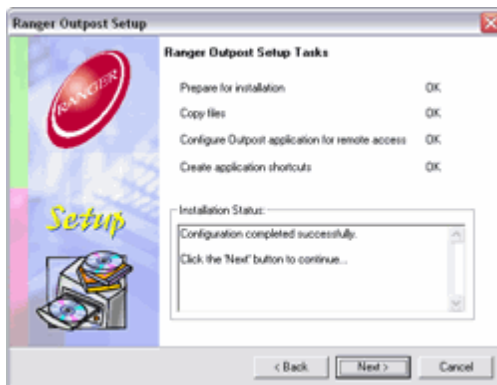 Ranger Outpost Setup
RANGER
Setup
Ranger Outpost Setup Tasks
Prepare for installation OK
Copy files OK
Configure Outpost application for remote access OK
Create application shortcuts OK
Installation Status:
Configuration completed successfully.
Click the 'Next' button to continue...
< Back
Next >
Cancel